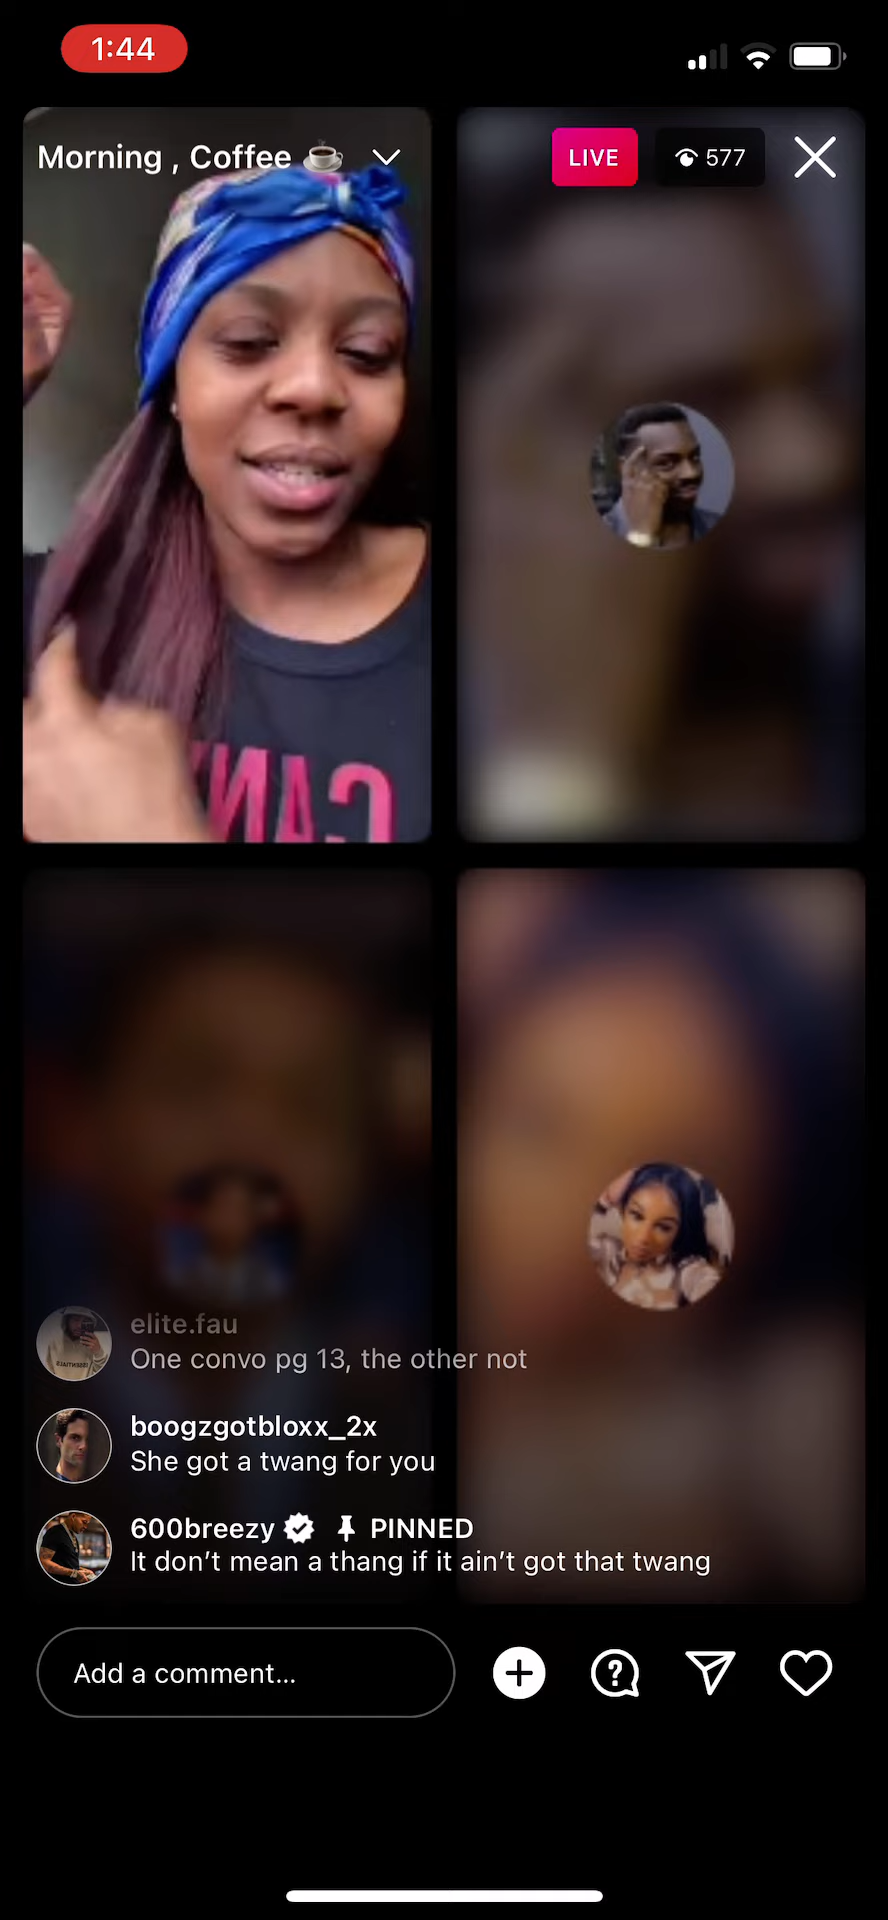 1:44
Morning , Coffee ☕
LIVE
577
CAN
elite.fau
One convo pg 13, the other not
boogzgotbloxx_2x
She got a twang for you
600breezy PINNED
It don't mean a thang if it ain't got that twang
Add a comment...